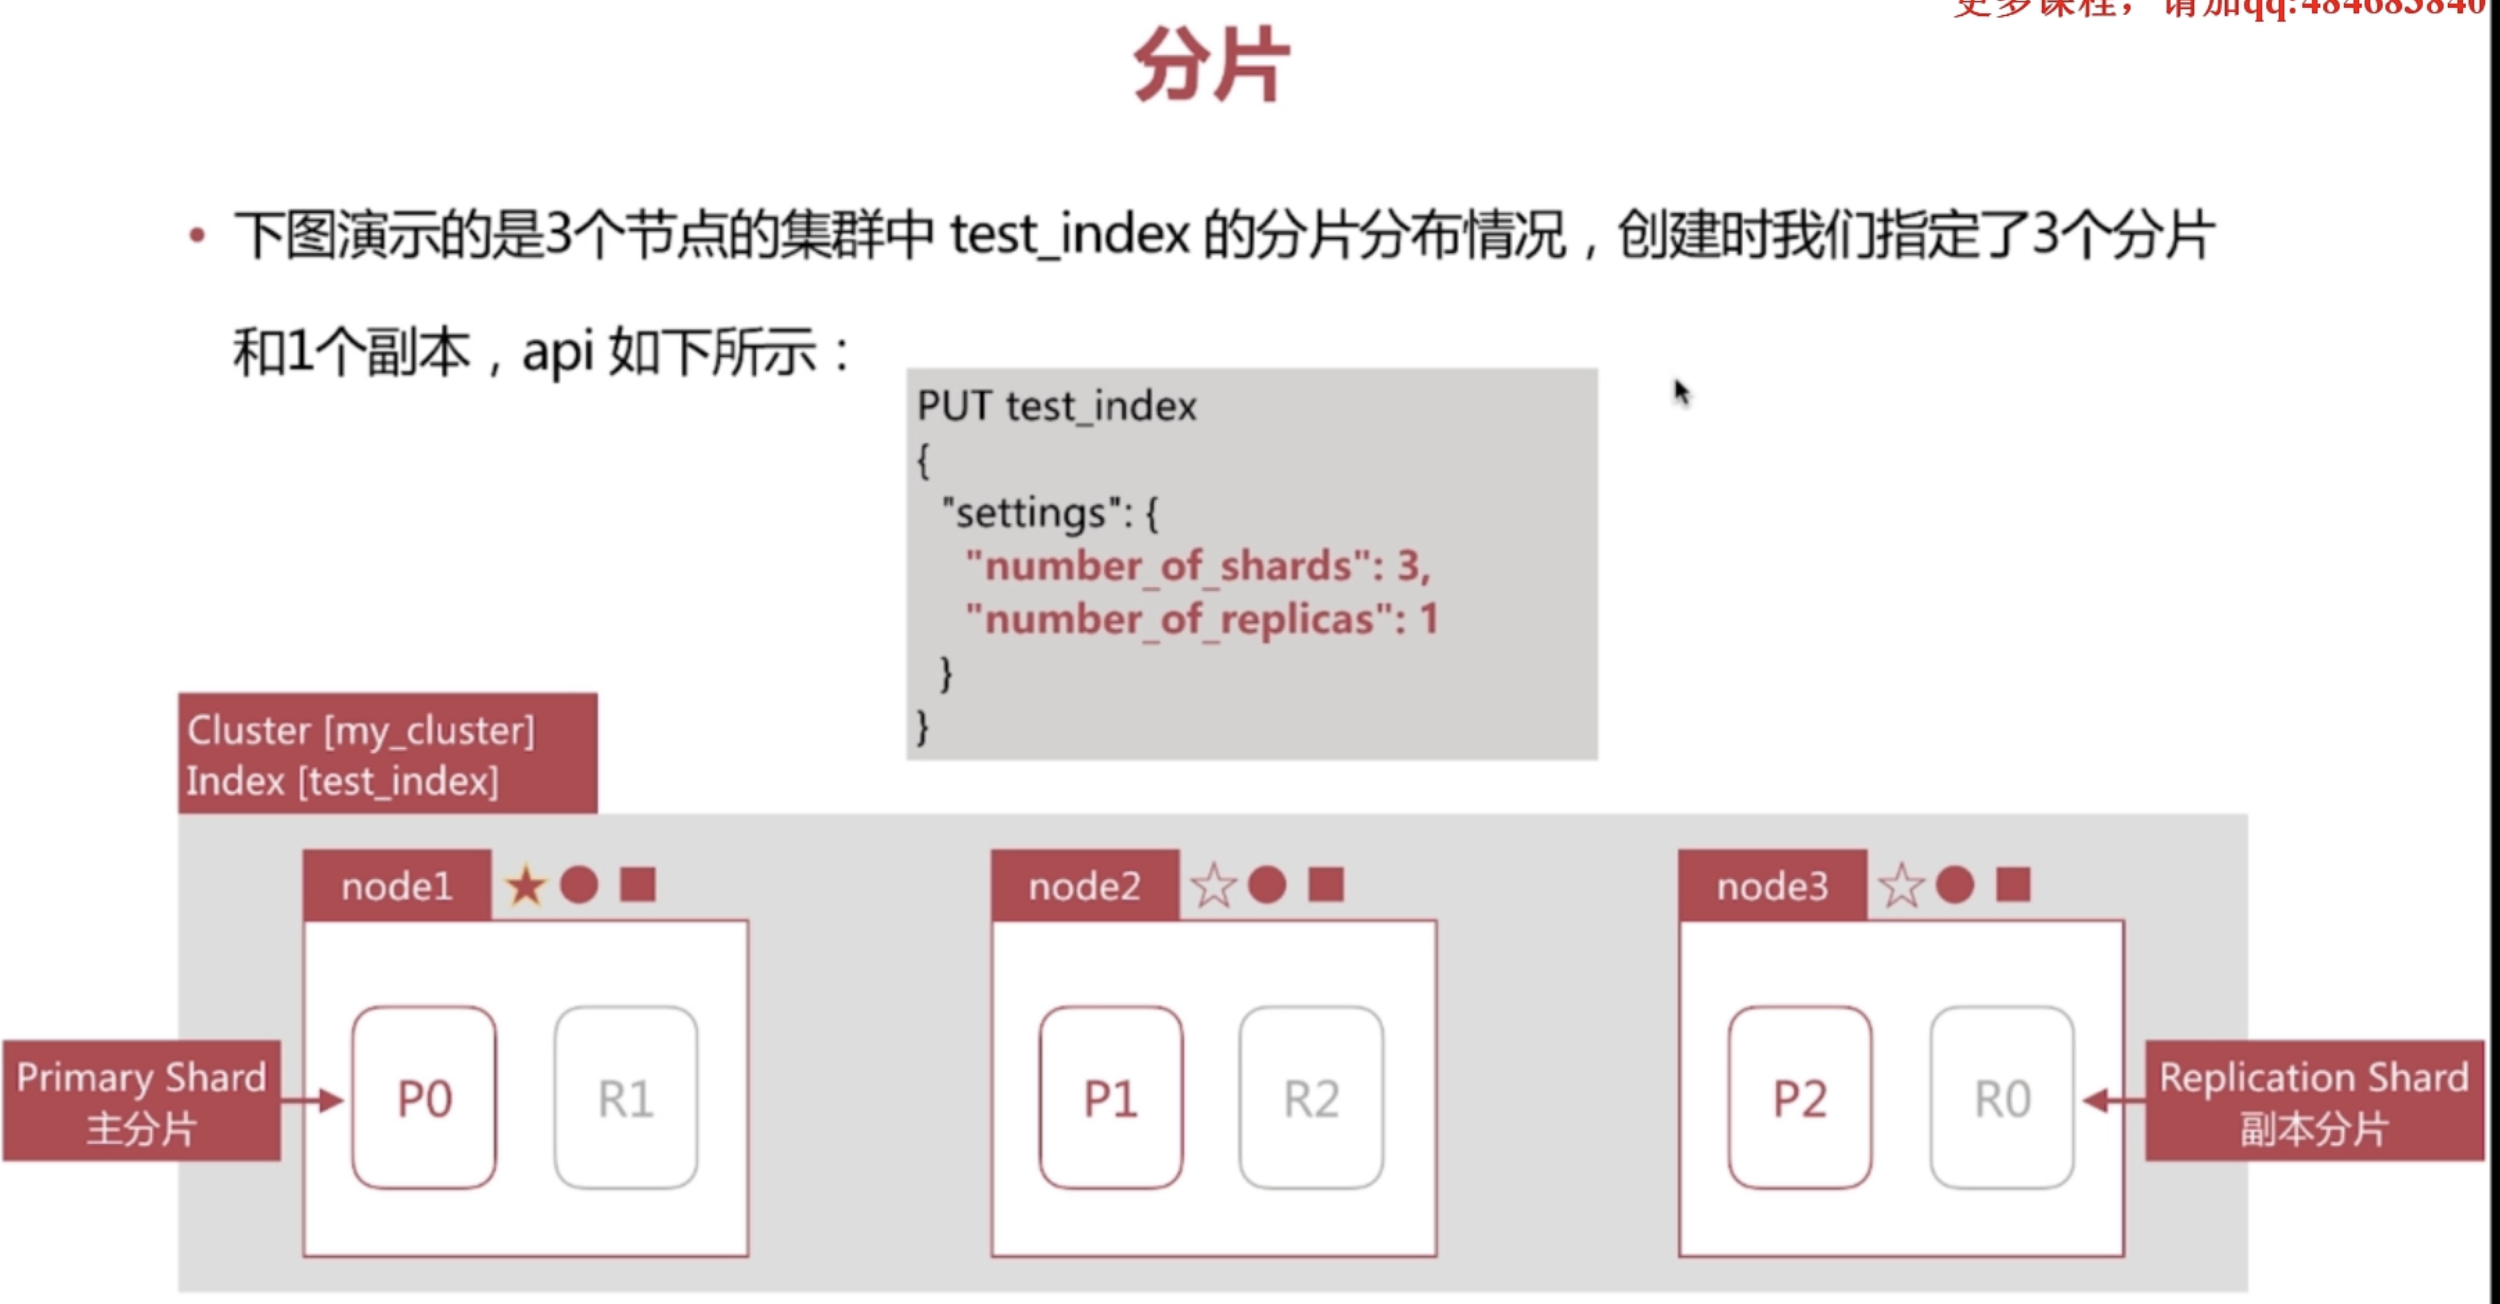 更多课程，请加qq:484683840
分片
• 下图演示的是3个节点的集群中 test_index 的分片分布情况，创建时我们指定了3个分片
和1个副本，api 如下所示：
PUT test_index
{
"settings": {
"number_of_shards": 3,
"number_of_replicas": 1
}
}
Cluster [my_cluster]
Index [test_index]
node1
node2
node3
Primary Shard
主分片
P0
R1
P1
R2
P2
R0
Replication Shard
副本分片